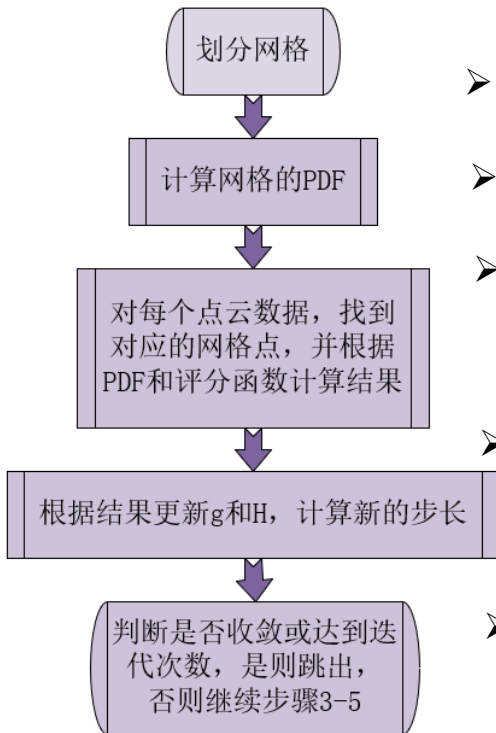 划分网格
计算网格的PDF
对每个点云数据，找到
对应的网格点，并根据
PDF和评分函数计算结果
根据结果更新g和H，计算新的步长
判断是否收敛或达到迭
代次数，是则跳出，
否则继续步骤3-5